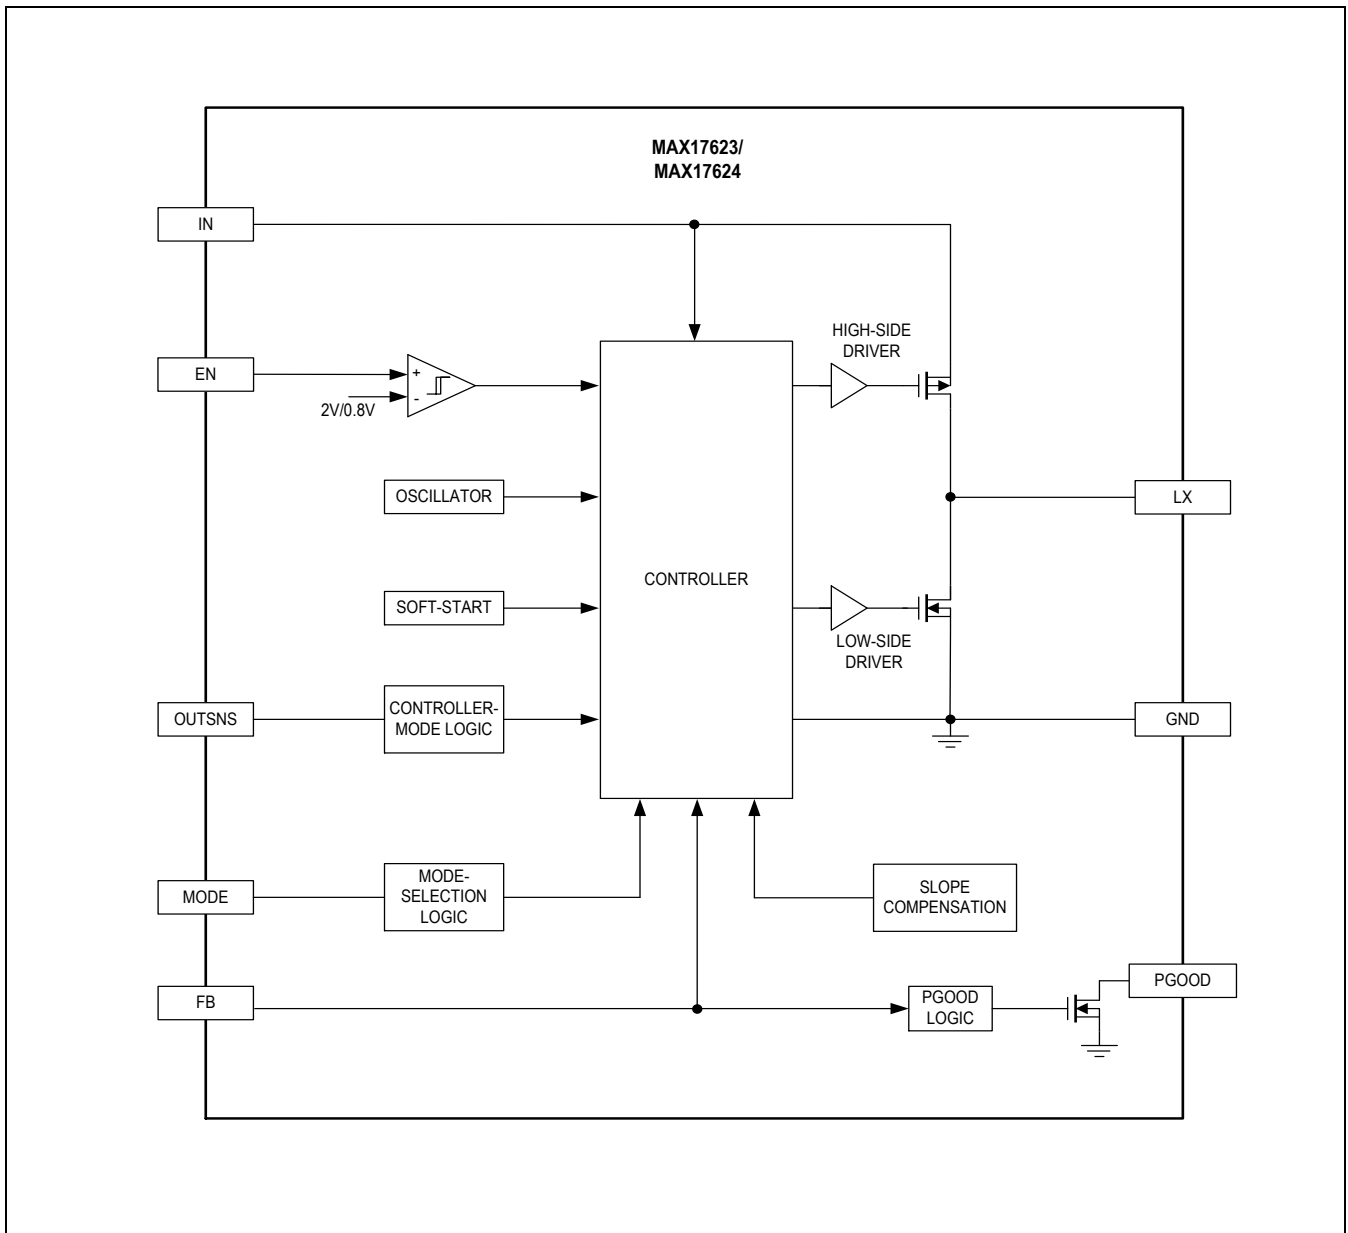 MAX17623/
MAX17624
IN
HIGH-SIDE
DRIVER
EN
+
-
2V/0.8V
OSCILLATOR
LX
CONTROLLER
SOFT-START
LOW-SIDE
DRIVER
OUTSNS
CONTROLLER-
MODE LOGIC
GND
MODE
MODE-
SELECTION
LOGIC
SLOPE
COMPENSATION
FB
PGOOD
LOGIC
PGOOD